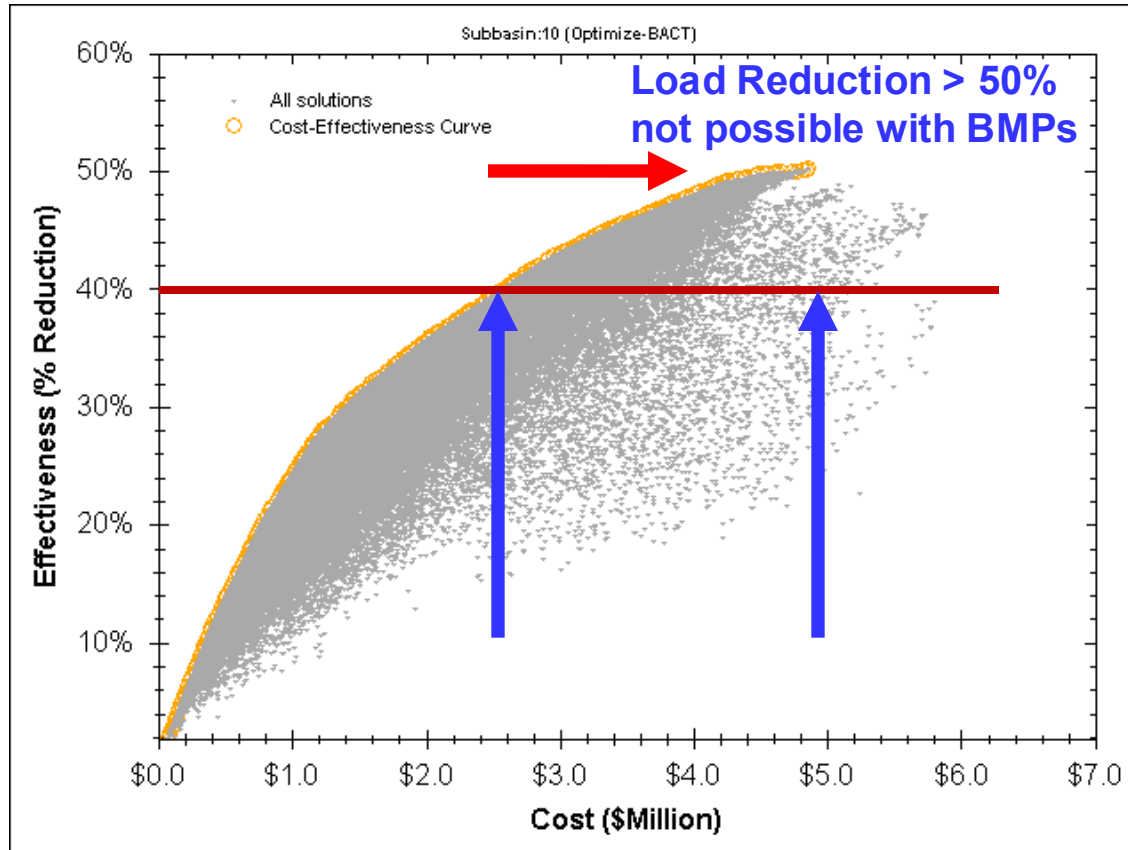 Subbasin:10 (Optimize-BACT)
60%
Load Reduction > 50%
not possible with BMPs
All solutions
Cost-Effectiveness Curve
50%
40%
30%
20%
10%
Effectiveness (% Reduction)
$0.0 $1.0 $2.0 $3.0 $4.0 $5.0 $6.0 $7.0
Cost ($Million)